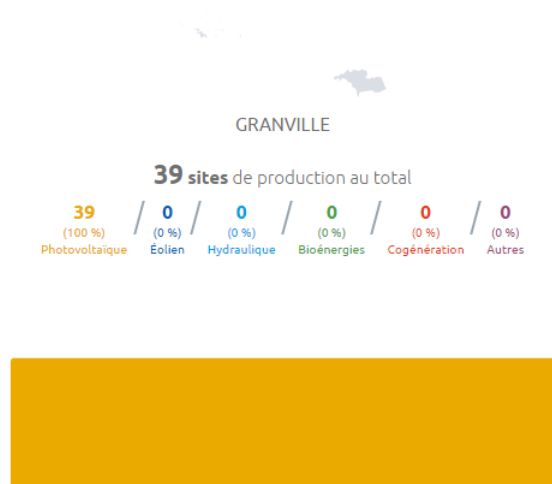 GRANVILLE
39 sites de production au total
39 / 0 / 0 / 0 / 0 / 0
(100 %) (0 %) (0 %) (0 %) (0 %) (0 %)
Photovoltaïque Éolien Hydraulique Bioénergies Cogénération Autres